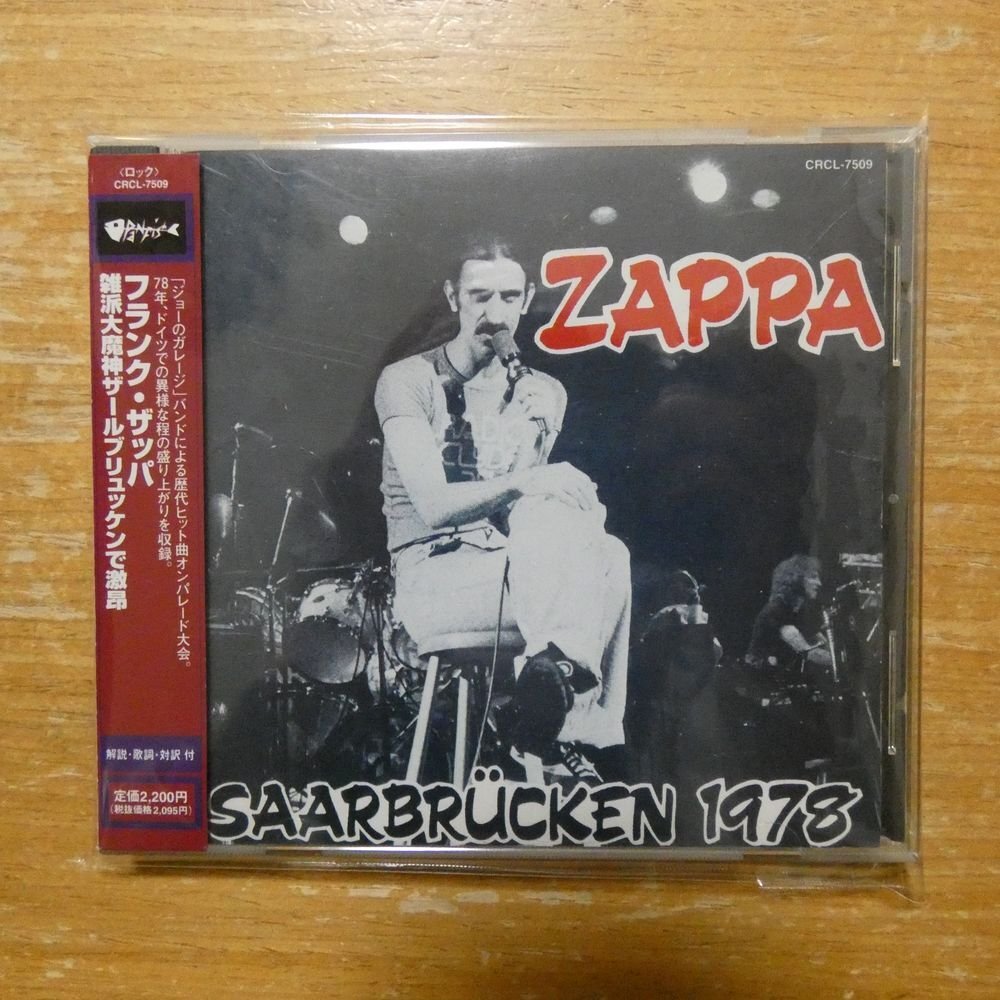 〈ロック〉
CRCL-7509
PANFISH
「ジョーのガレージ」バンドによる歴代ヒット曲オンパレード大会。
78年、ドイツでの異様な程の盛り上がりを収録。
フランク・ザッパ
雑派大魔神ザールブリュッケンで激昂
解説・歌詞・対訳 付
定価2,200円
(税抜価格2,095円)
CRCL-7509
ZAPPA
SAARBRÜCKEN 1978